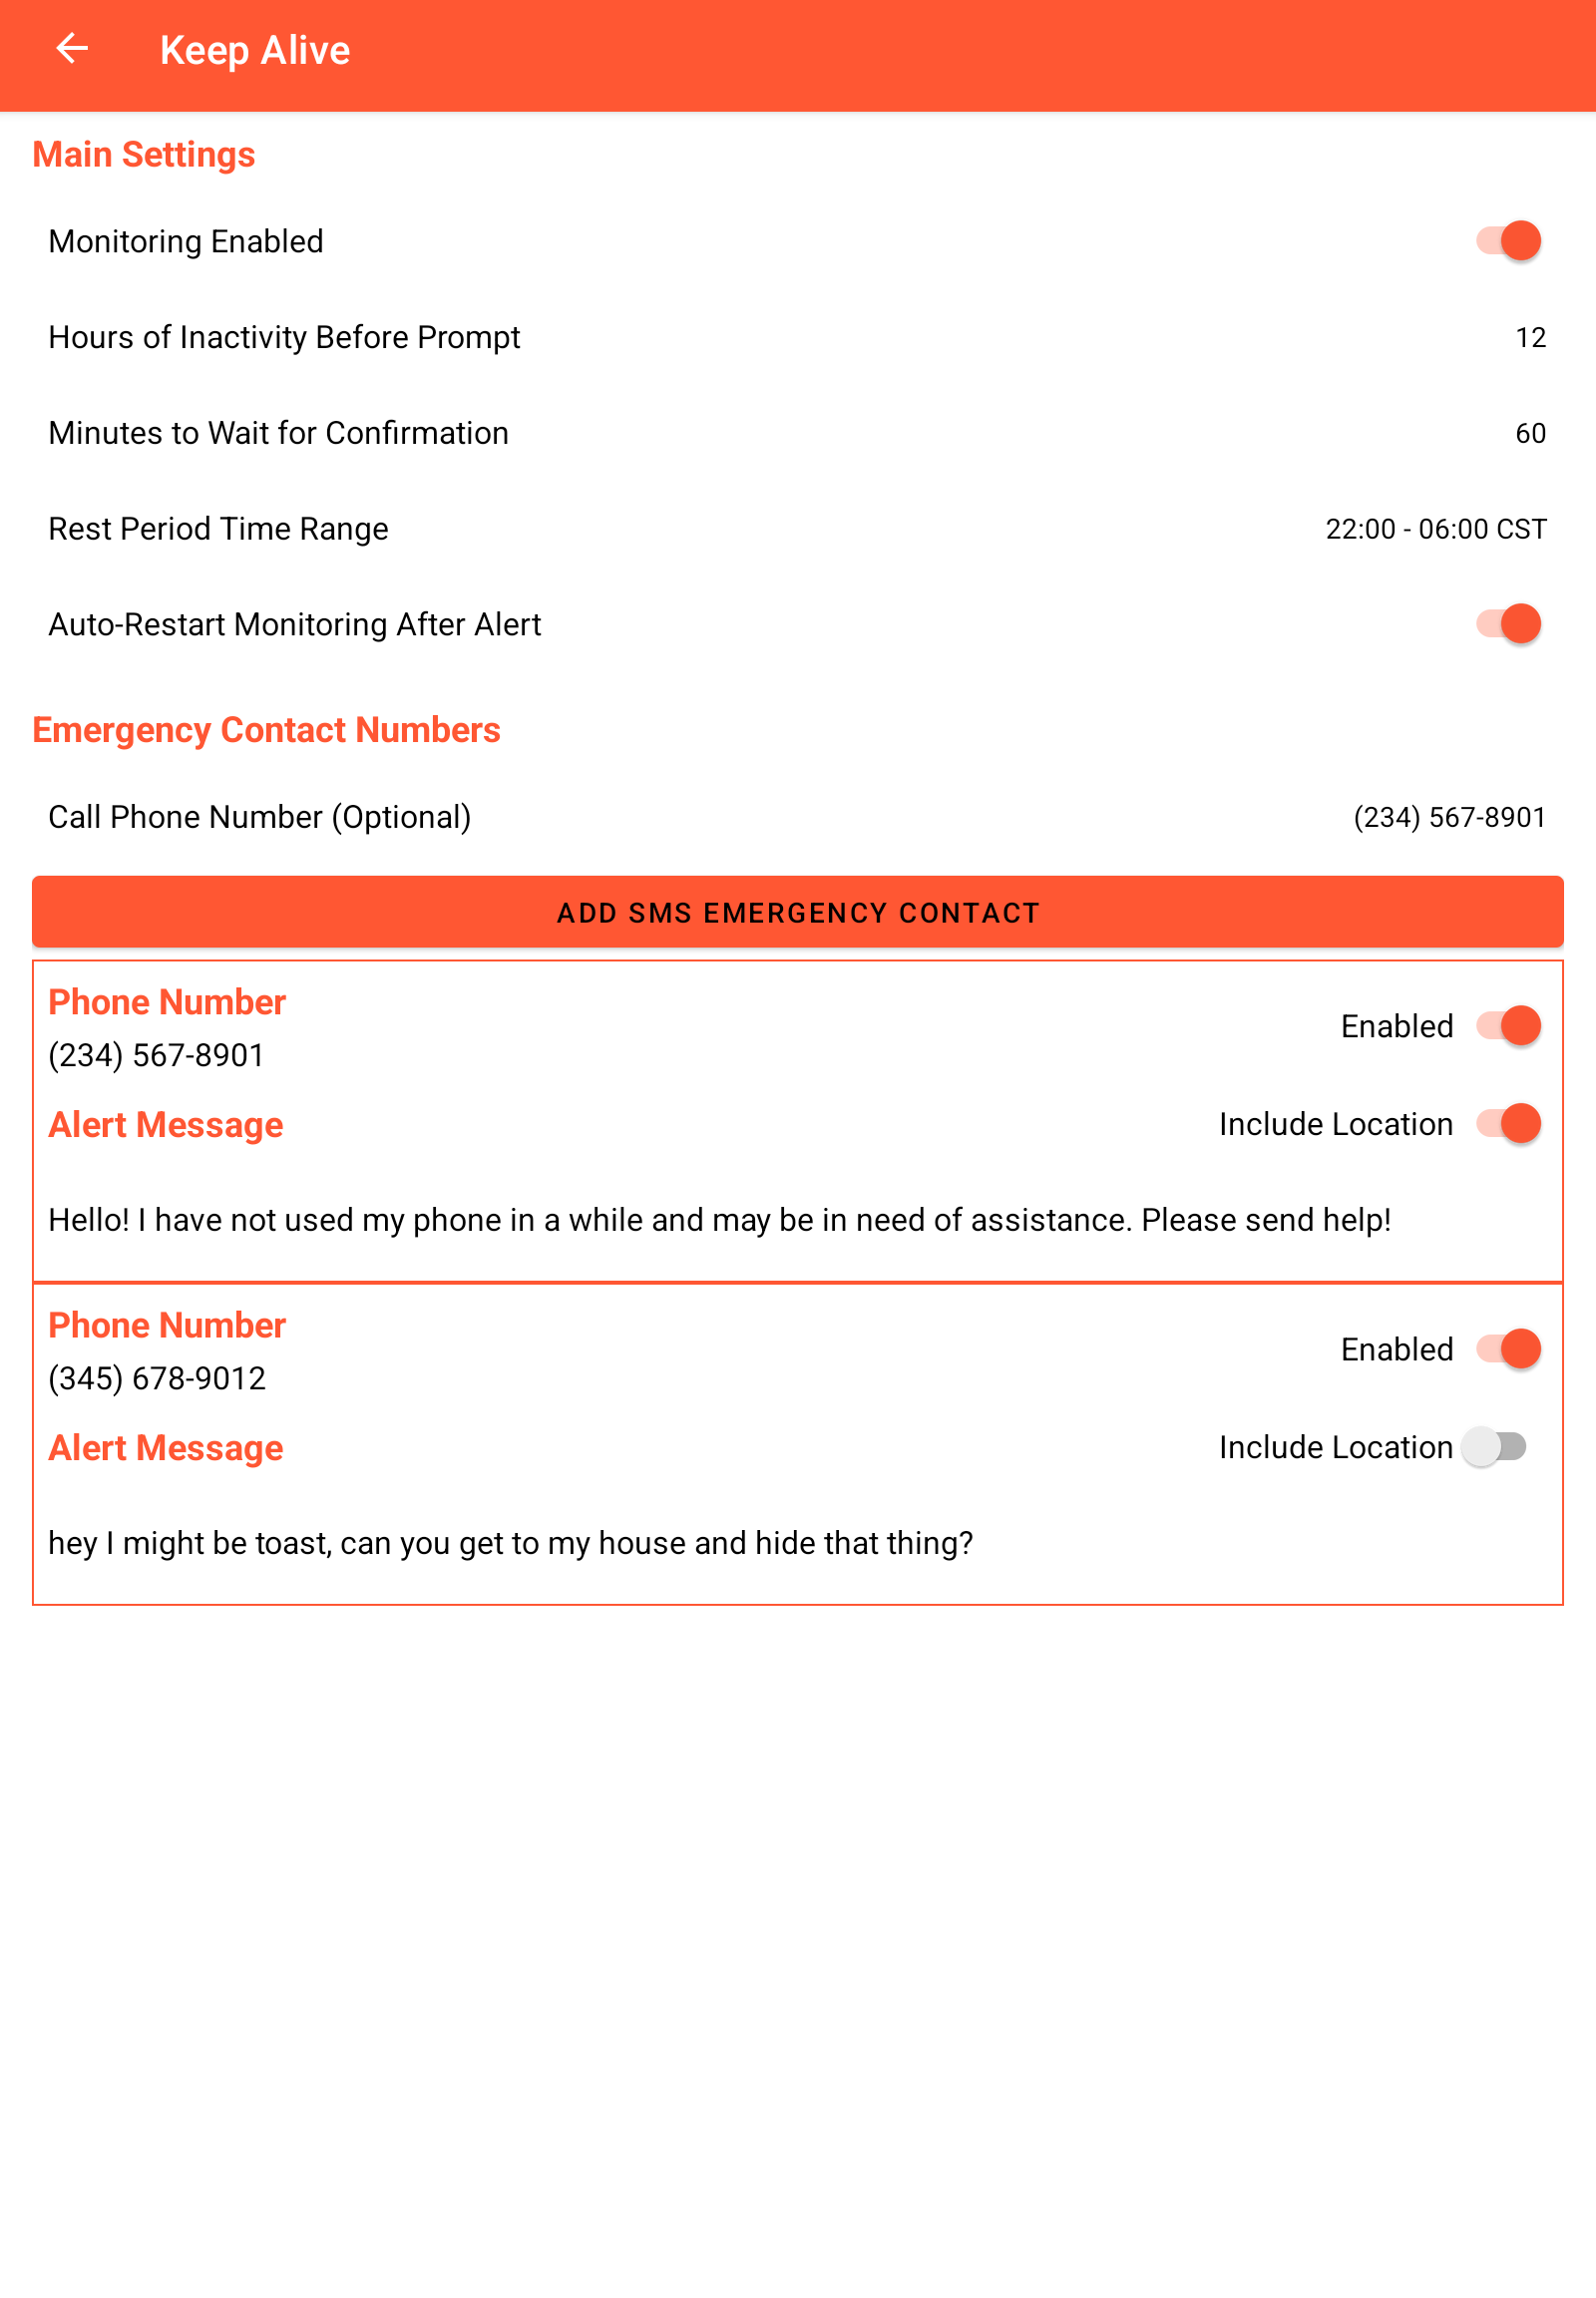 Keep Alive
Main Settings
Monitoring Enabled
Hours of Inactivity Before Prompt 12
Minutes to Wait for Confirmation 60
Rest Period Time Range 22:00 - 06:00 CST
Auto-Restart Monitoring After Alert
Emergency Contact Numbers
Call Phone Number (Optional) (234) 567-8901
ADD SMS EMERGENCY CONTACT
Phone Number
Enabled
(234) 567-8901
Alert Message Include Location
Hello! I have not used my phone in a while and may be in need of assistance. Please send help!
Phone Number
Enabled
(345) 678-9012
Alert Message Include Location
hey I might be toast, can you get to my house and hide that thing?